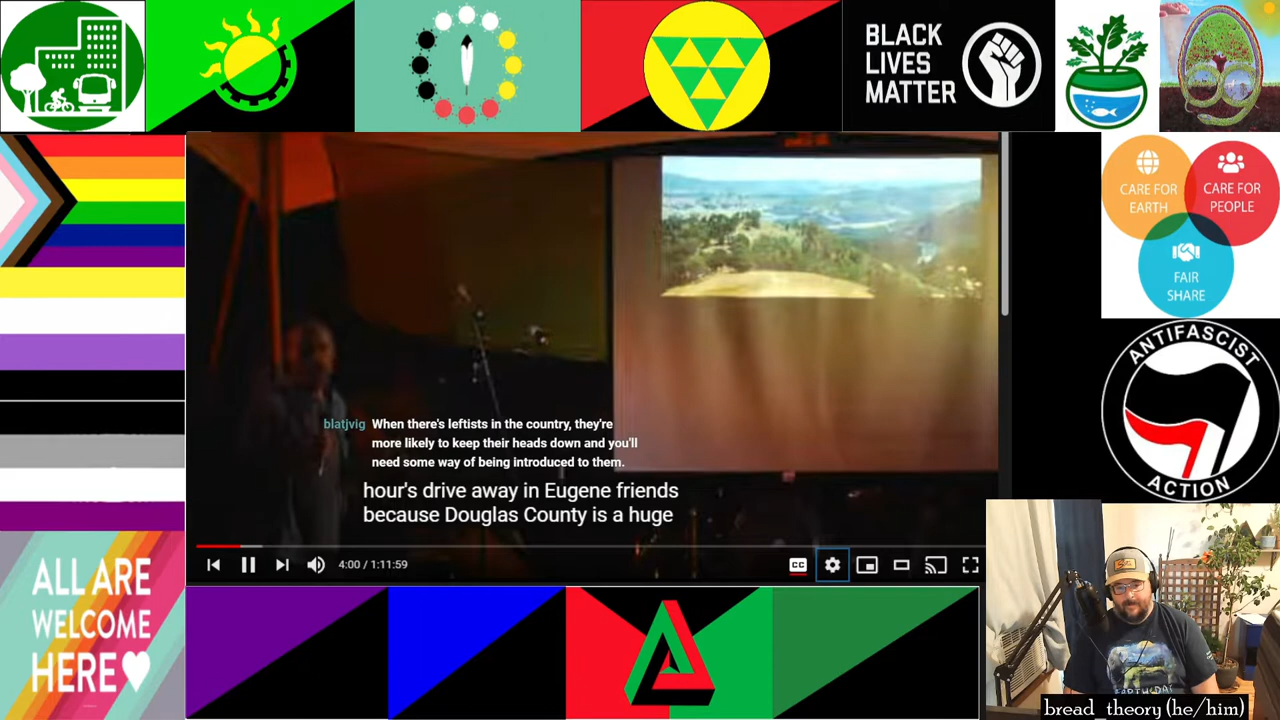 BLACK
LIVES
MATTER
CARE FOR
EARTH
CARE FOR
PEOPLE
FAIR
SHARE
ANTIFASCIST
ACTION
blatjvig When there's leftists in the country, they're
more likely to keep their heads down and you'll
need some way of being introduced to them.
hour's drive away in Eugene friends
because Douglas County is a huge
CC
4:00 / 1:11:59
ALL ARE
WELCOME
HERE
EARTH DAY
bread_theory (he/him)